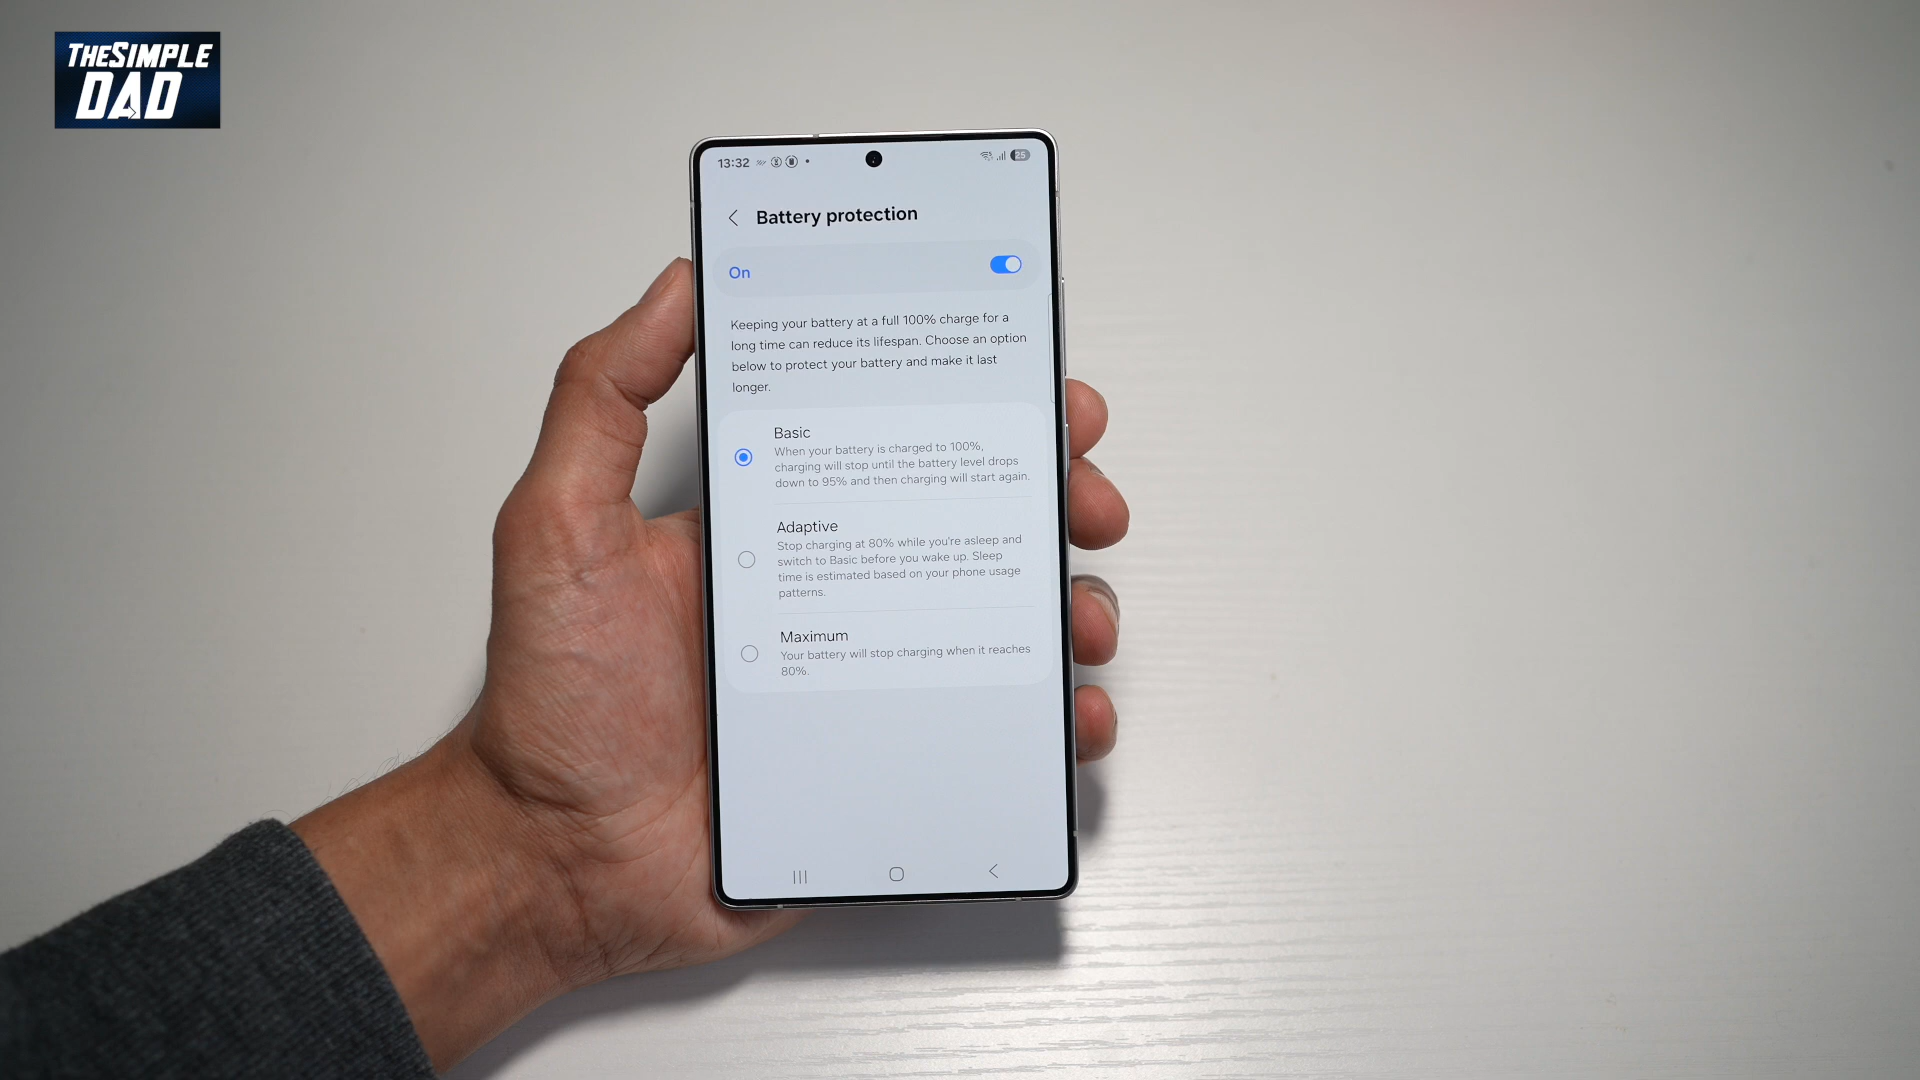 THESIMPLE
DAD
13:32
25
Battery protection
On
Keeping your battery at a full 100% charge for a
long time can reduce its lifespan. Choose an option
below to protect your battery and make it last
longer.
Basic
When your battery is charged to 100%,
charging will stop until the battery level drops
down to 95% and then charging will start again.
Adaptive
Stop charging at 80% while you're asleep and
switch to Basic before you wake up. Sleep
time is estimated based on your phone usage
patterns.
Maximum
Your battery will stop charging when it reaches
80%.